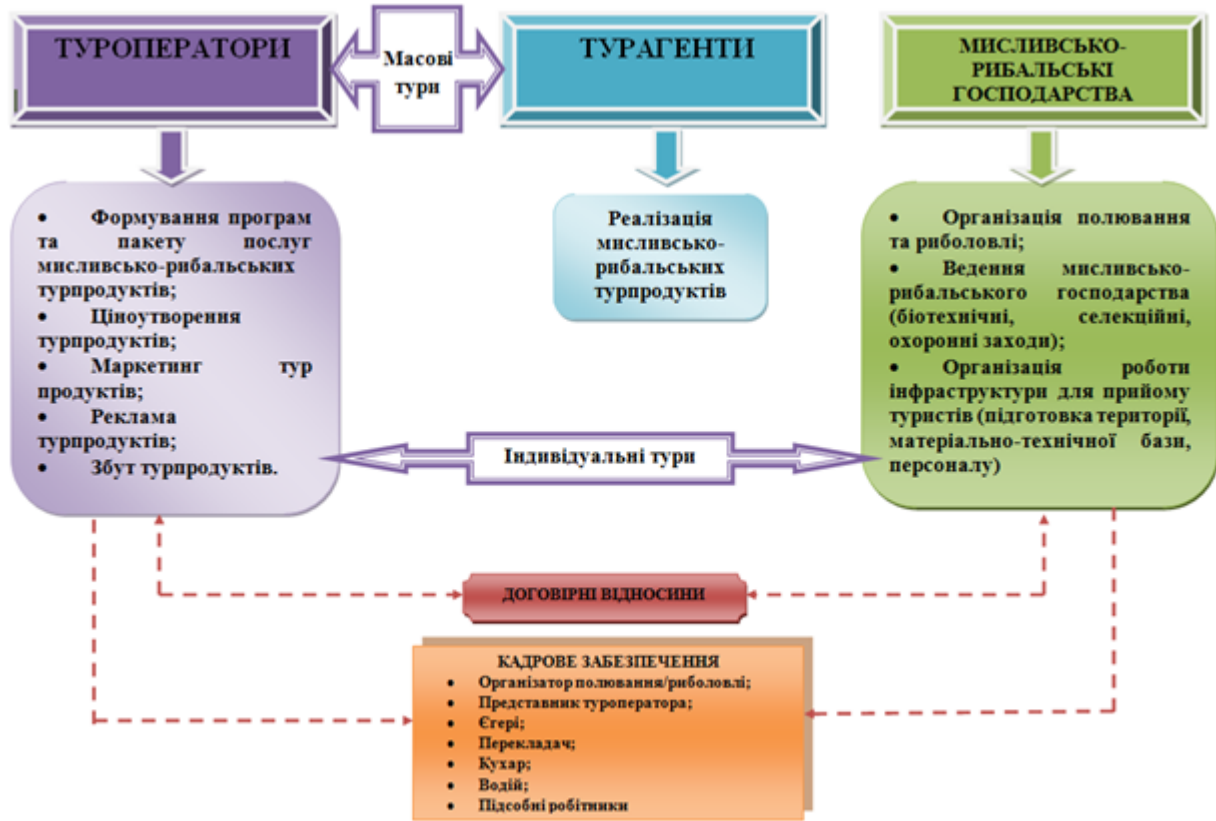 ТУРОПЕРАТОРИ
Масові
тури
ТУРАГЕНТИ
МИСЛИВСЬКО-
РИБАЛЬСЬКІ
ГОСПОДАРСТВА
• Формування програм
та пакету послуг
мисливсько-рибальських
турпродуктів;
• Ціноутворення
турпродуктів;
• Маркетинг тур
продуктів;
• Реклама
турпродуктів;
• Збут турпродуктів.
Реалізація
мисливсько-
рибальських
турпродуктів
• Організація полювання
та риболовлі;
• Ведення мисливсько-
рибальського господарства
(біотехнічні, селекційні,
охоронні заходи);
• Організація роботи
інфраструктури для прийому
туристів (підготовка території,
матеріально-технічної бази,
персоналу)
Індивідуальні тури
ДОГОВІРНІ ВІДНОСИНИ
КАДРОВЕ ЗАБЕЗПЕЧЕННЯ
• Організатор полювання/риболовлі;
• Представник туроператора;
• Єгері;
• Перекладач;
• Кухар;
• Водій;
• Підсобні робітники